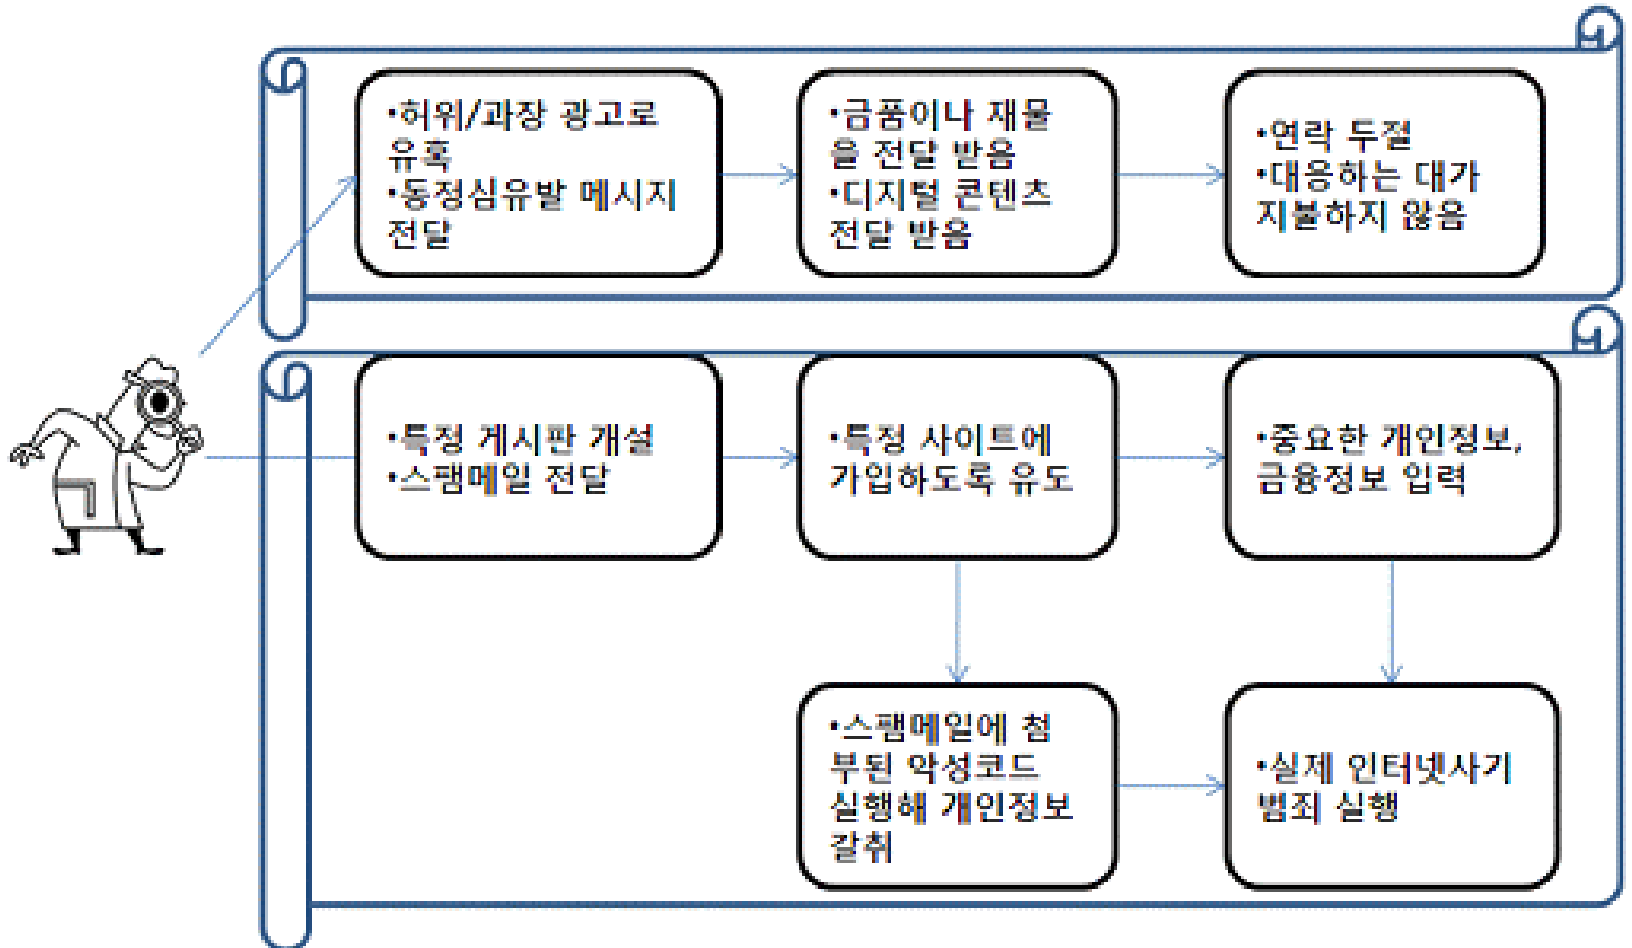 •허위/과장 광고로
유혹
•동정심유발 메시지
전달
•금품이나 재물
을 전달 받음
•디지털 콘텐츠
전달 받음
•연락 두절
•대응하는 대가
지불하지 않음
•특정 게시판 개설
•스팸메일 전달
•특정 사이트에
가입하도록 유도
•중요한 개인정보,
금융정보 입력
•스팸메일에 첨
부된 악성코드
실행해 개인정보
갈취
•실제 인터넷사기
범죄 실행